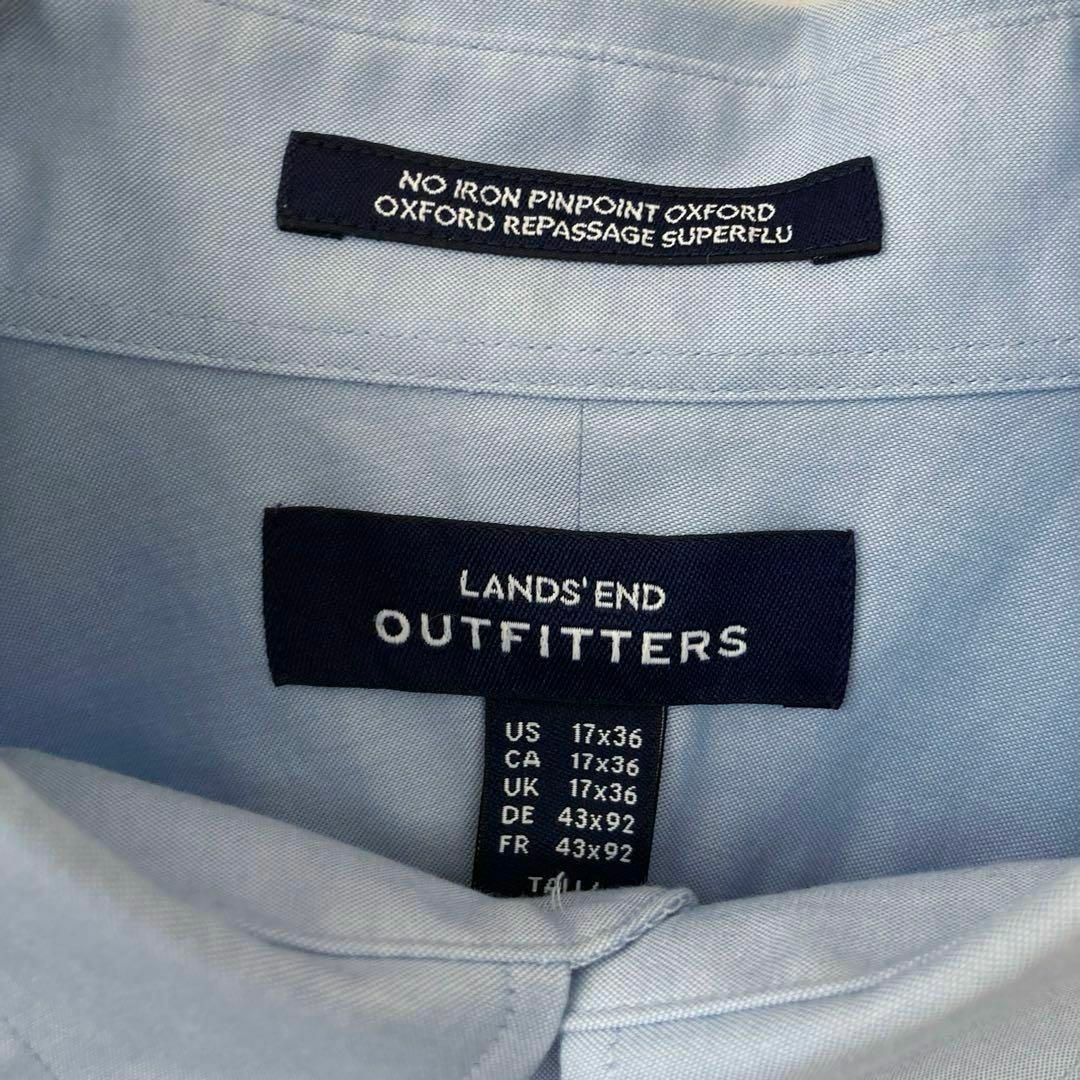 NO IRON PINPOINT OXFORD
OXFORD REPASSAGE SUPERFLU
LANDS' END
OUTFITTERS
US 17x36
CA 17x36
UK 17x36
DE 43x92
FR 43x92